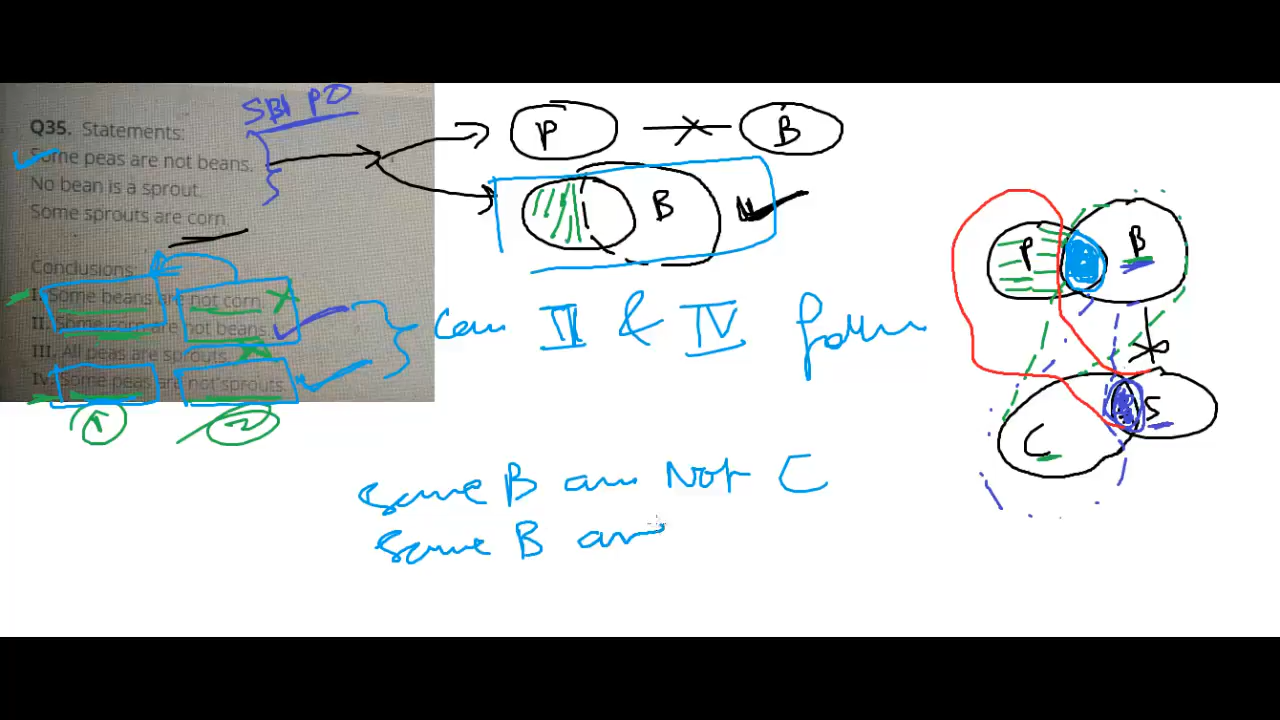 SBI PO
Q35. Statements:
Some peas are not beans.
No bean is a sprout.
Some sprouts are corn.
Conclusions
I. Some beans are not corn
II. Some corn are not beans
III. All peas are sprouts.
IV. Some peas are not sprouts.
1
2
P
B
B
II & IV follow
Some B are Not C
Some B are
P
B
C
S